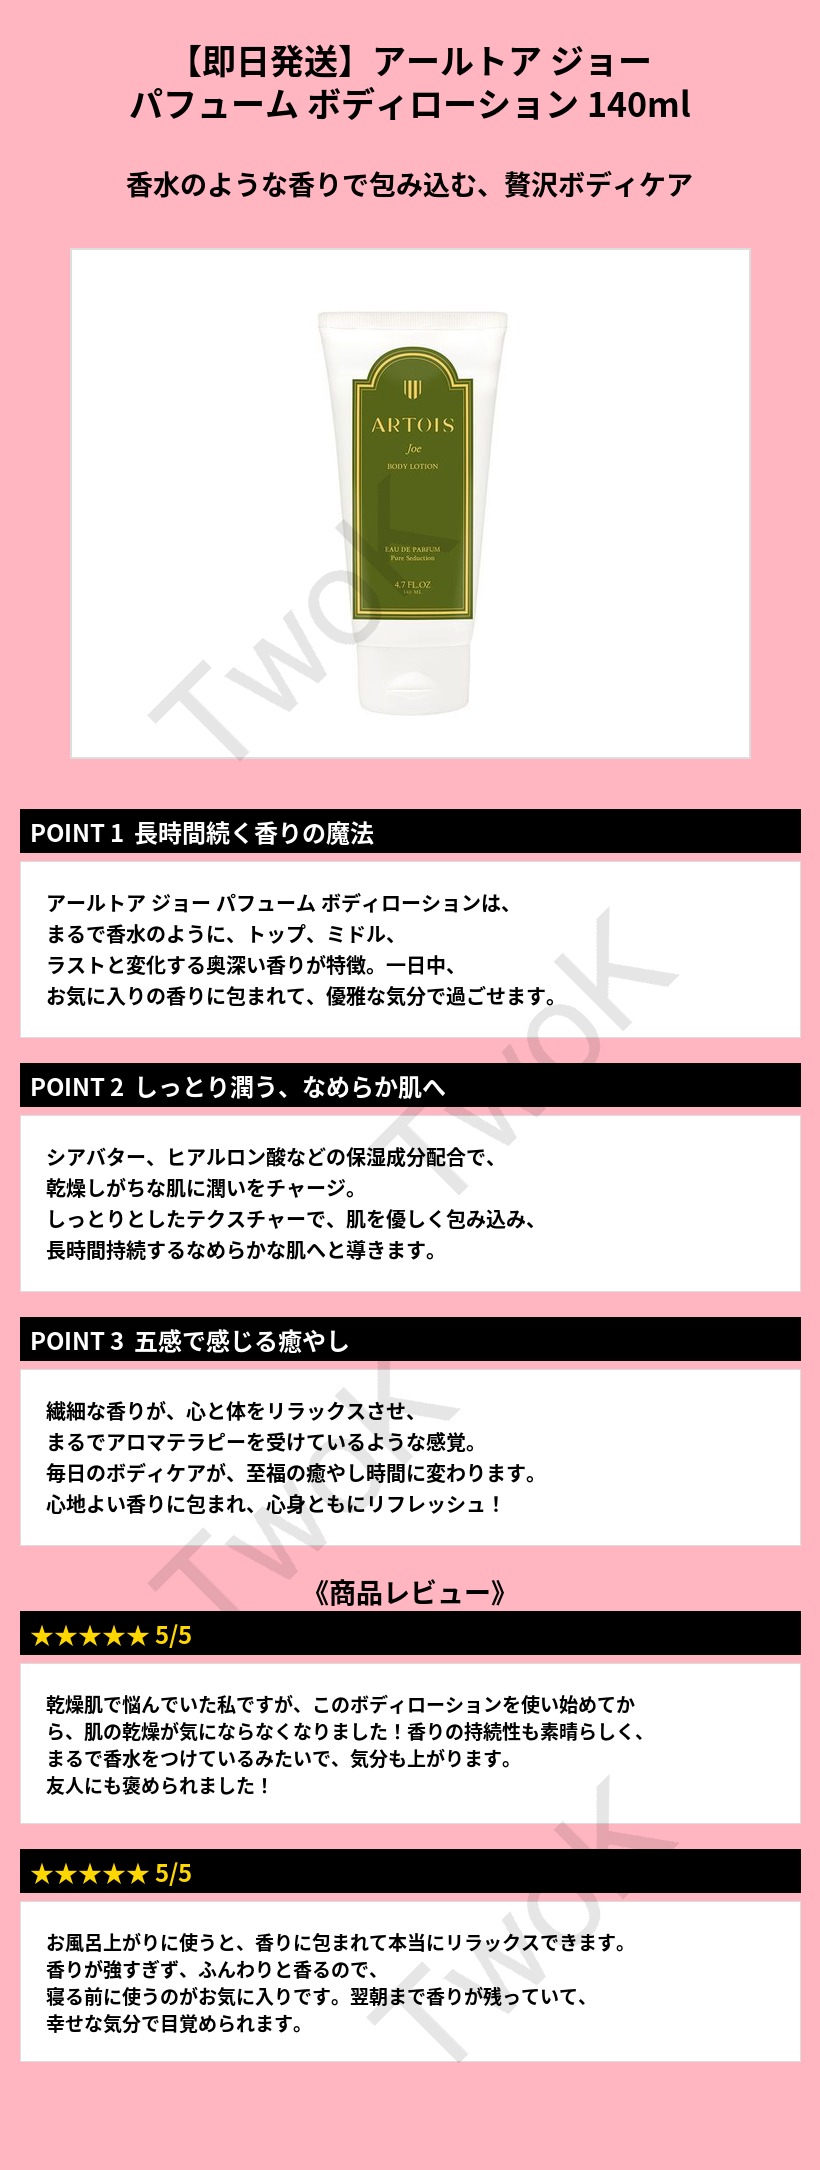 【即日発送】アールトア ジョー
パフューム ボディローション 140ml
香水のような香りで包み込む、贅沢ボディケア
ARTOIS
Joe
BODY LOTION
EAU DE PARFUM
Pure Seduction
4.7 FL.OZ
140 ML
TwoK
POINT 1 長時間続く香りの魔法
アールトア ジョー パフューム ボディローションは、
まるで香水のように、トップ、ミドル、
ラストと変化する奥深い香りが特徴。一日中、
お気に入りの香りに包まれて、優雅な気分で過ごせます。
TwoK
POINT 2 しっとり潤う、なめらか肌へ
シアバター、ヒアルロン酸などの保湿成分配合で、
乾燥しがちな肌に潤いをチャージ。
しっとりとしたテクスチャーで、肌を優しく包み込み、
長時間持続するなめらかな肌へと導きます。
POINT 3 五感で感じる癒やし
繊細な香りが、心と体をリラックスさせ、
まるでアロマテラピーを受けているような感覚。
毎日のボディケアが、至福の癒やし時間に変わります。
心地よい香りに包まれ、心身ともにリフレッシュ！
TwoK
《商品レビュー》
★★★★★ 5/5
乾燥肌で悩んでいた私ですが、このボディローションを使い始めてか
ら、肌の乾燥が気にならなくなりました！香りの持続性も素晴らしく、
まるで香水をつけているみたいで、気分も上がります。
友人にも褒められました！
★★★★★ 5/5
お風呂上がりに使うと、香りに包まれて本当にリラックスできます。
香りが強すぎず、ふんわりと香るので、
寝る前に使うのがお気に入りです。翌朝まで香りが残っていて、
幸せな気分で目覚められます。
TwoK